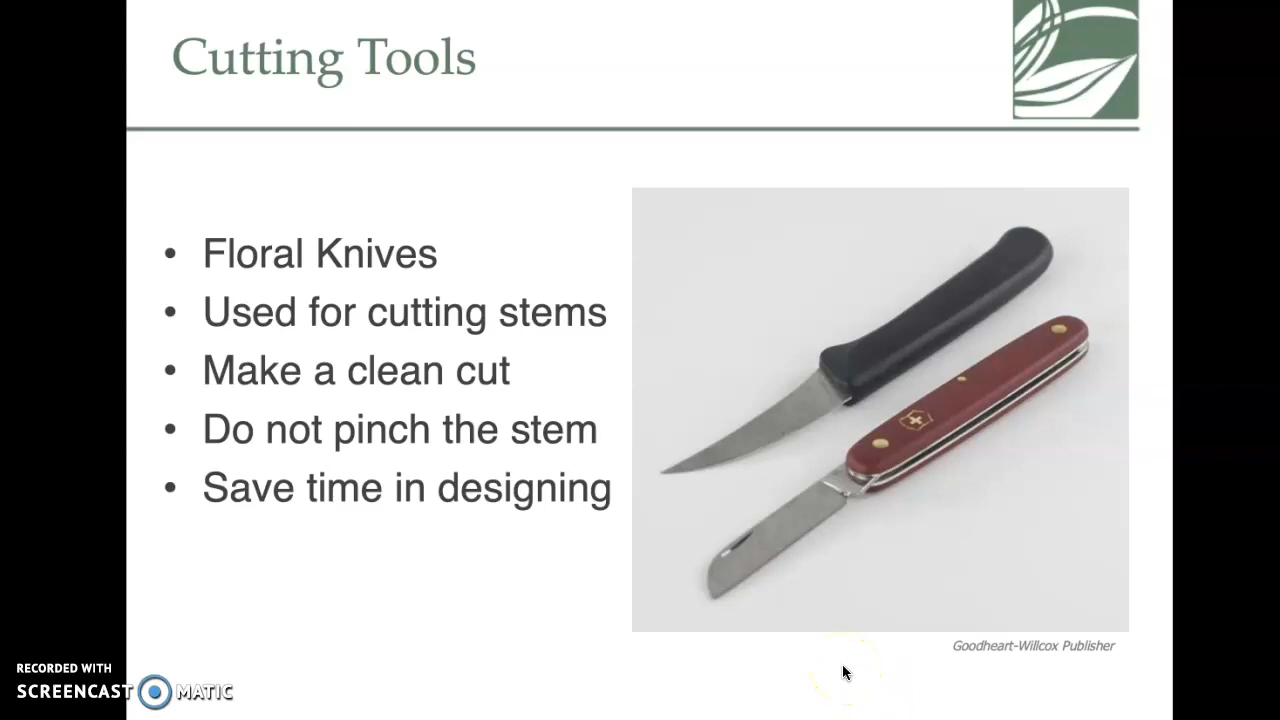 Cutting Tools
• Floral Knives
• Used for cutting stems
• Make a clean cut
• Do not pinch the stem
• Save time in designing
Goodheart-Willcox Publisher
RECORDED WITH
SCREENCAST MATIC